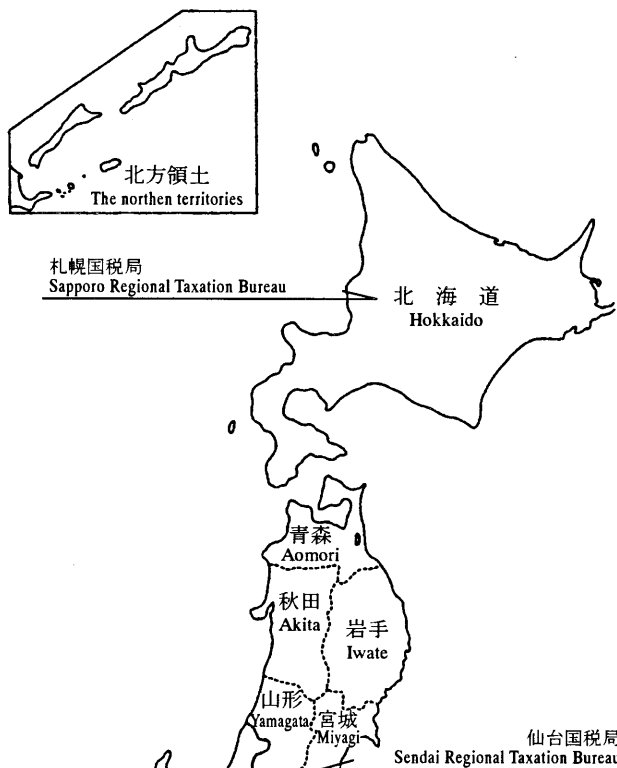 北方領土
The northen territories
札幌国税局
Sapporo Regional Taxation Bureau
北海道
Hokkaido
青森
Aomori
秋田
Akita
岩手
Iwate
山形
Yamagata
宮城
Miyagi
仙台国税局
Sendai Regional Taxation Bureau